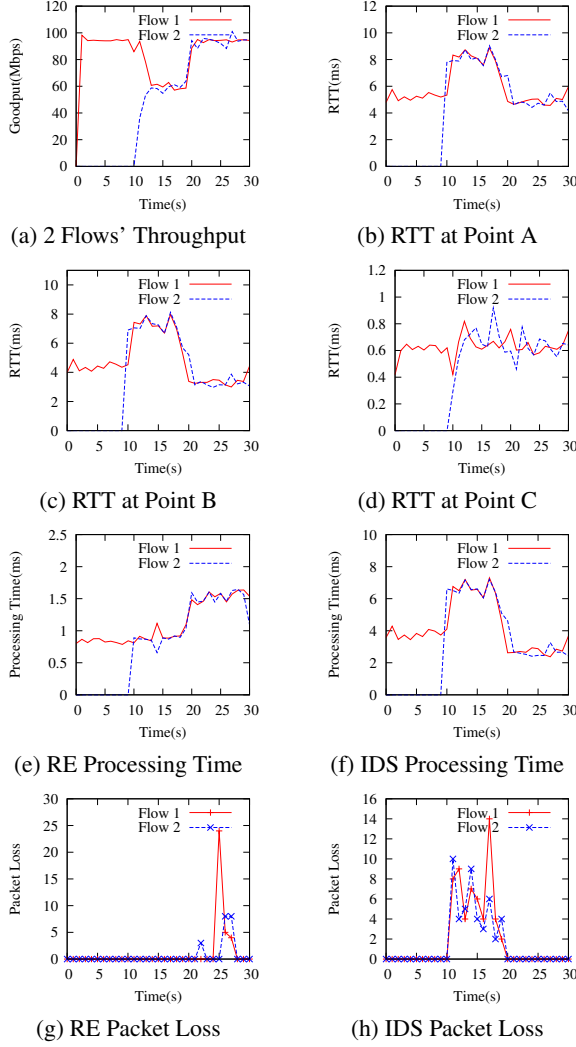 Goodput(Mbps)
120
100
80
60
40
20
0
Flow 1
Flow 2
0 5 10 15 20 25 30
Time(s)
(a) 2 Flows' Throughput
RTT(ms)
10
8
6
4
2
0
Flow 1
Flow 2
0 5 10 15 20 25 30
Time(s)
(b) RTT at Point A
RTT(ms)
10
8
6
4
2
0
Flow 1
Flow 2
0 5 10 15 20 25 30
Time(s)
(c) RTT at Point B
RTT(ms)
1.2
1
0.8
0.6
0.4
0.2
0
Flow 1
Flow 2
0 5 10 15 20 25 30
Time(s)
(d) RTT at Point C
Processing Time(ms)
2.5
2
1.5
1
0.5
0
Flow 1
Flow 2
0 5 10 15 20 25 30
Time(s)
(e) RE Processing Time
Processing Time(ms)
10
8
6
4
2
0
Flow 1
Flow 2
0 5 10 15 20 25 30
Time(s)
(f) IDS Processing Time
Packet Loss
30
25
20
15
10
5
0
Flow 1
Flow 2
0 5 10 15 20 25 30
Time(s)
(g) RE Packet Loss
Packet Loss
16
14
12
10
8
6
4
2
0
Flow 1
Flow 2
0 5 10 15 20 25 30
Time(s)
(h) IDS Packet Loss